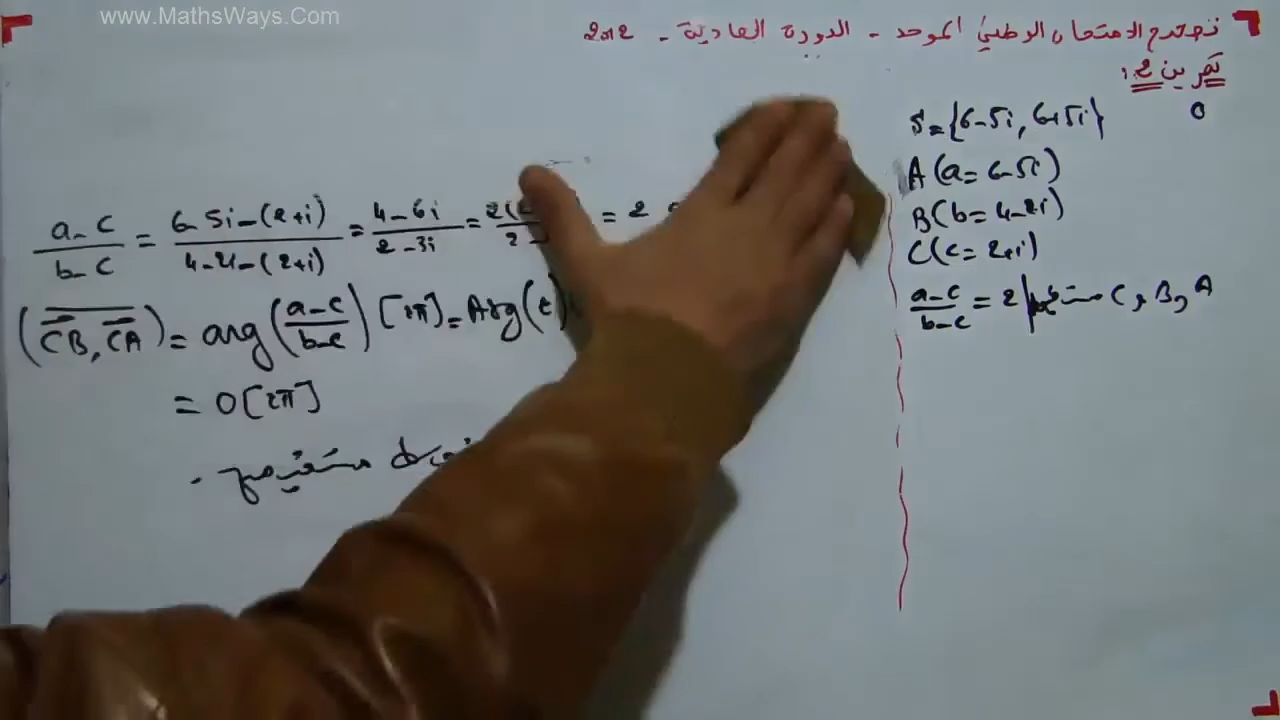 www.MathsWays.Com
الامتحان الوطني الموحد - الدورة العادية - 2012
تمرين 2:
S = {6-5i, 6+5i}
A(a = 6-5i)
B(b = 4-2i)
C(c = 2+i)
(a-c)/(b-c) = 2 A و B و C مستقيمية
(a-c)/(b-c) = (6-5i-(2+i))/(4-2i-(2+i)) = (4-6i)/(2-3i) = = 2
(CB, CA) = arg((a-c)/(b-c)) [2π] = Arg(2)
= 0[2π]
مستقيمية .